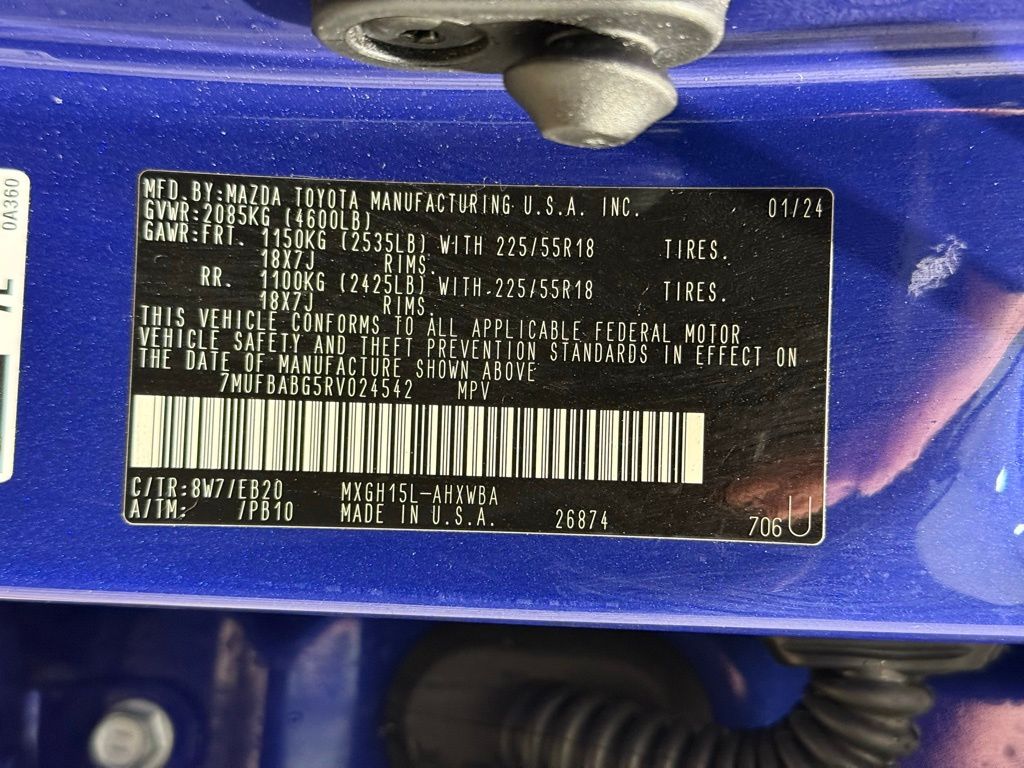 MFD. BY:MAZDA TOYOTA MANUFACTURING U.S.A. INC. 01/24
GVWR:2085KG (4600LB)
GAWR:FRT. 1150KG (2535LB) WITH 225/55R18 TIRES.
18X7J RIMS.
RR. 1100KG (2425LB) WITH 225/55R18 TIRES.
18X7J RIMS.
THIS VEHICLE CONFORMS TO ALL APPLICABLE FEDERAL MOTOR
VEHICLE SAFETY AND THEFT PREVENTION STANDARDS IN EFFECT ON
THE DATE OF MANUFACTURE SHOWN ABOVE
7MUFBABG5RV024542 MPV
C/TR:8W7/EB20 MXGH15L-AHXWBA
A/TM: 7PB10 MADE IN U.S.A. 26874
706 U
0A360